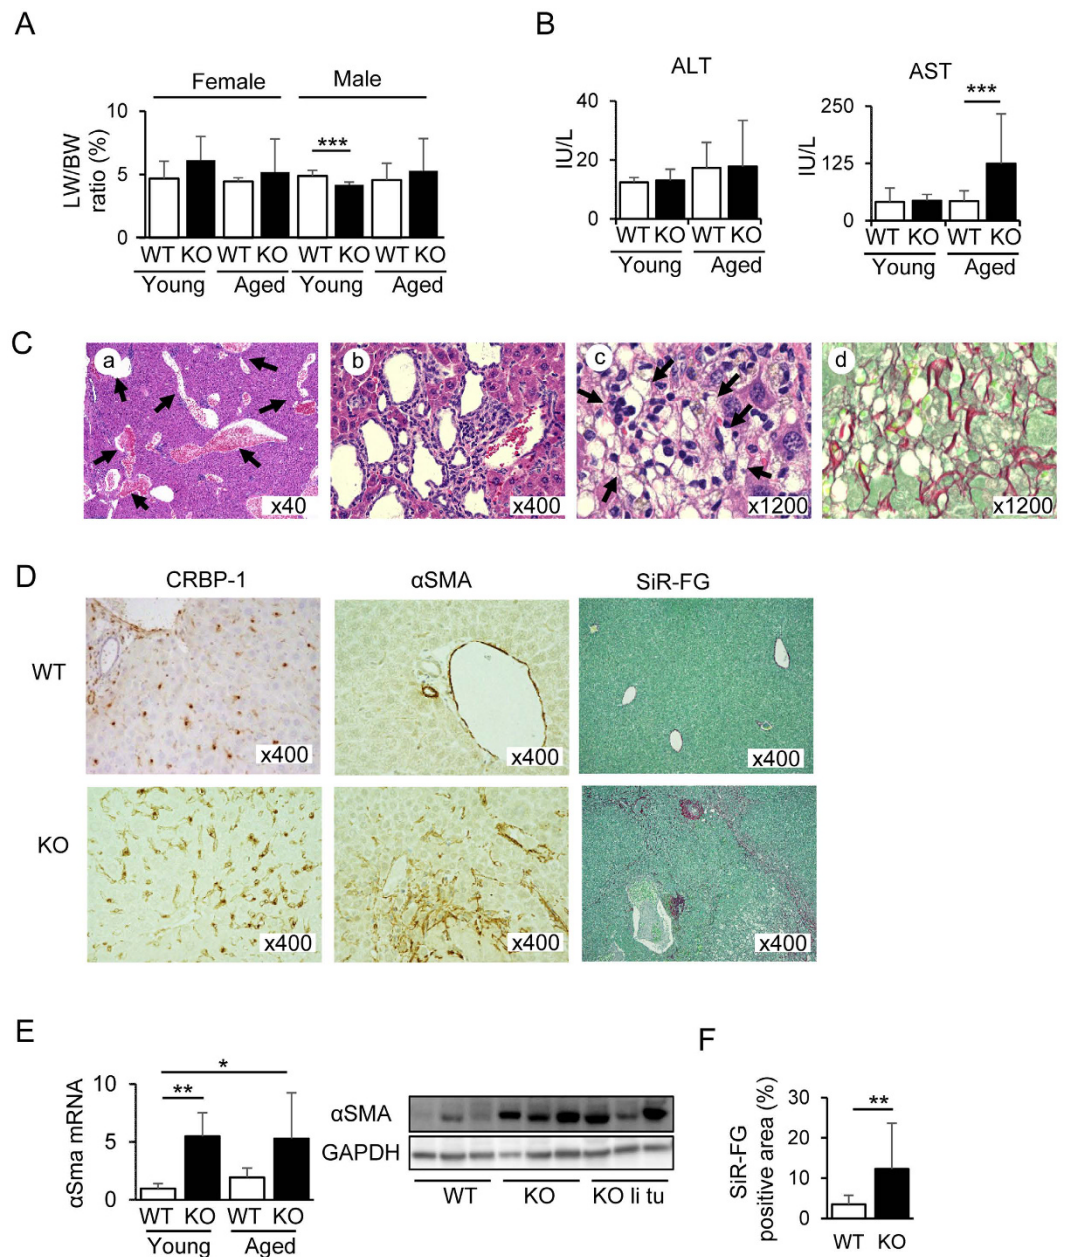 A
Female Male
LW/BW
ratio (%)
10
5
0
***
WT KO WT KO WT KO WT KO
Young Aged Young Aged
B
ALT
IU/L
40
20
0
WT KO WT KO
Young Aged
AST
IU/L
250
125
0
***
WT KO WT KO
Young Aged
C
a
x40
b
x400
c
x1200
d
x1200
D
CRBP-1 αSMA SiR-FG
WT
x400 x400 x400
KO
x400 x400 x400
E
αSma mRNA
10
5
0
*
**
WT KO WT KO
Young Aged
αSMA
GAPDH
WT KO KO li tu
F
SiR-FG
positive area (%)
30
20
10
0
**
WT KO